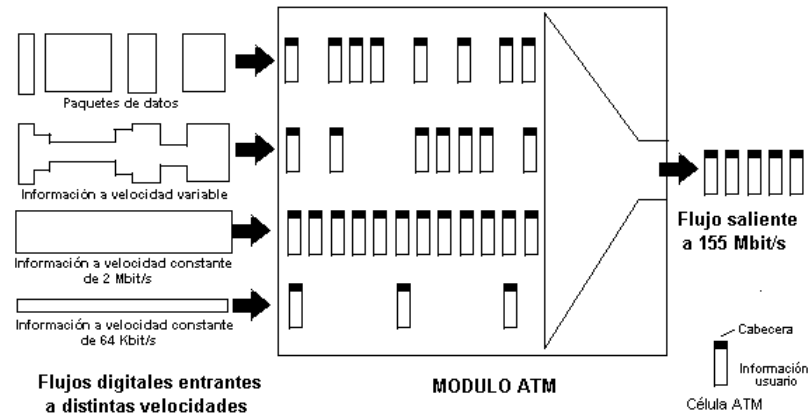 Paquetes de datos
Información a velocidad variable
Información a velocidad constante
de 2 Mbit/s
Información a velocidad constante
de 64 Kbit/s
Flujos digitales entrantes
a distintas velocidades
MODULO ATM
Flujo saliente
a 155 Mbit/s
Cabecera
Información
usuario
Célula ATM